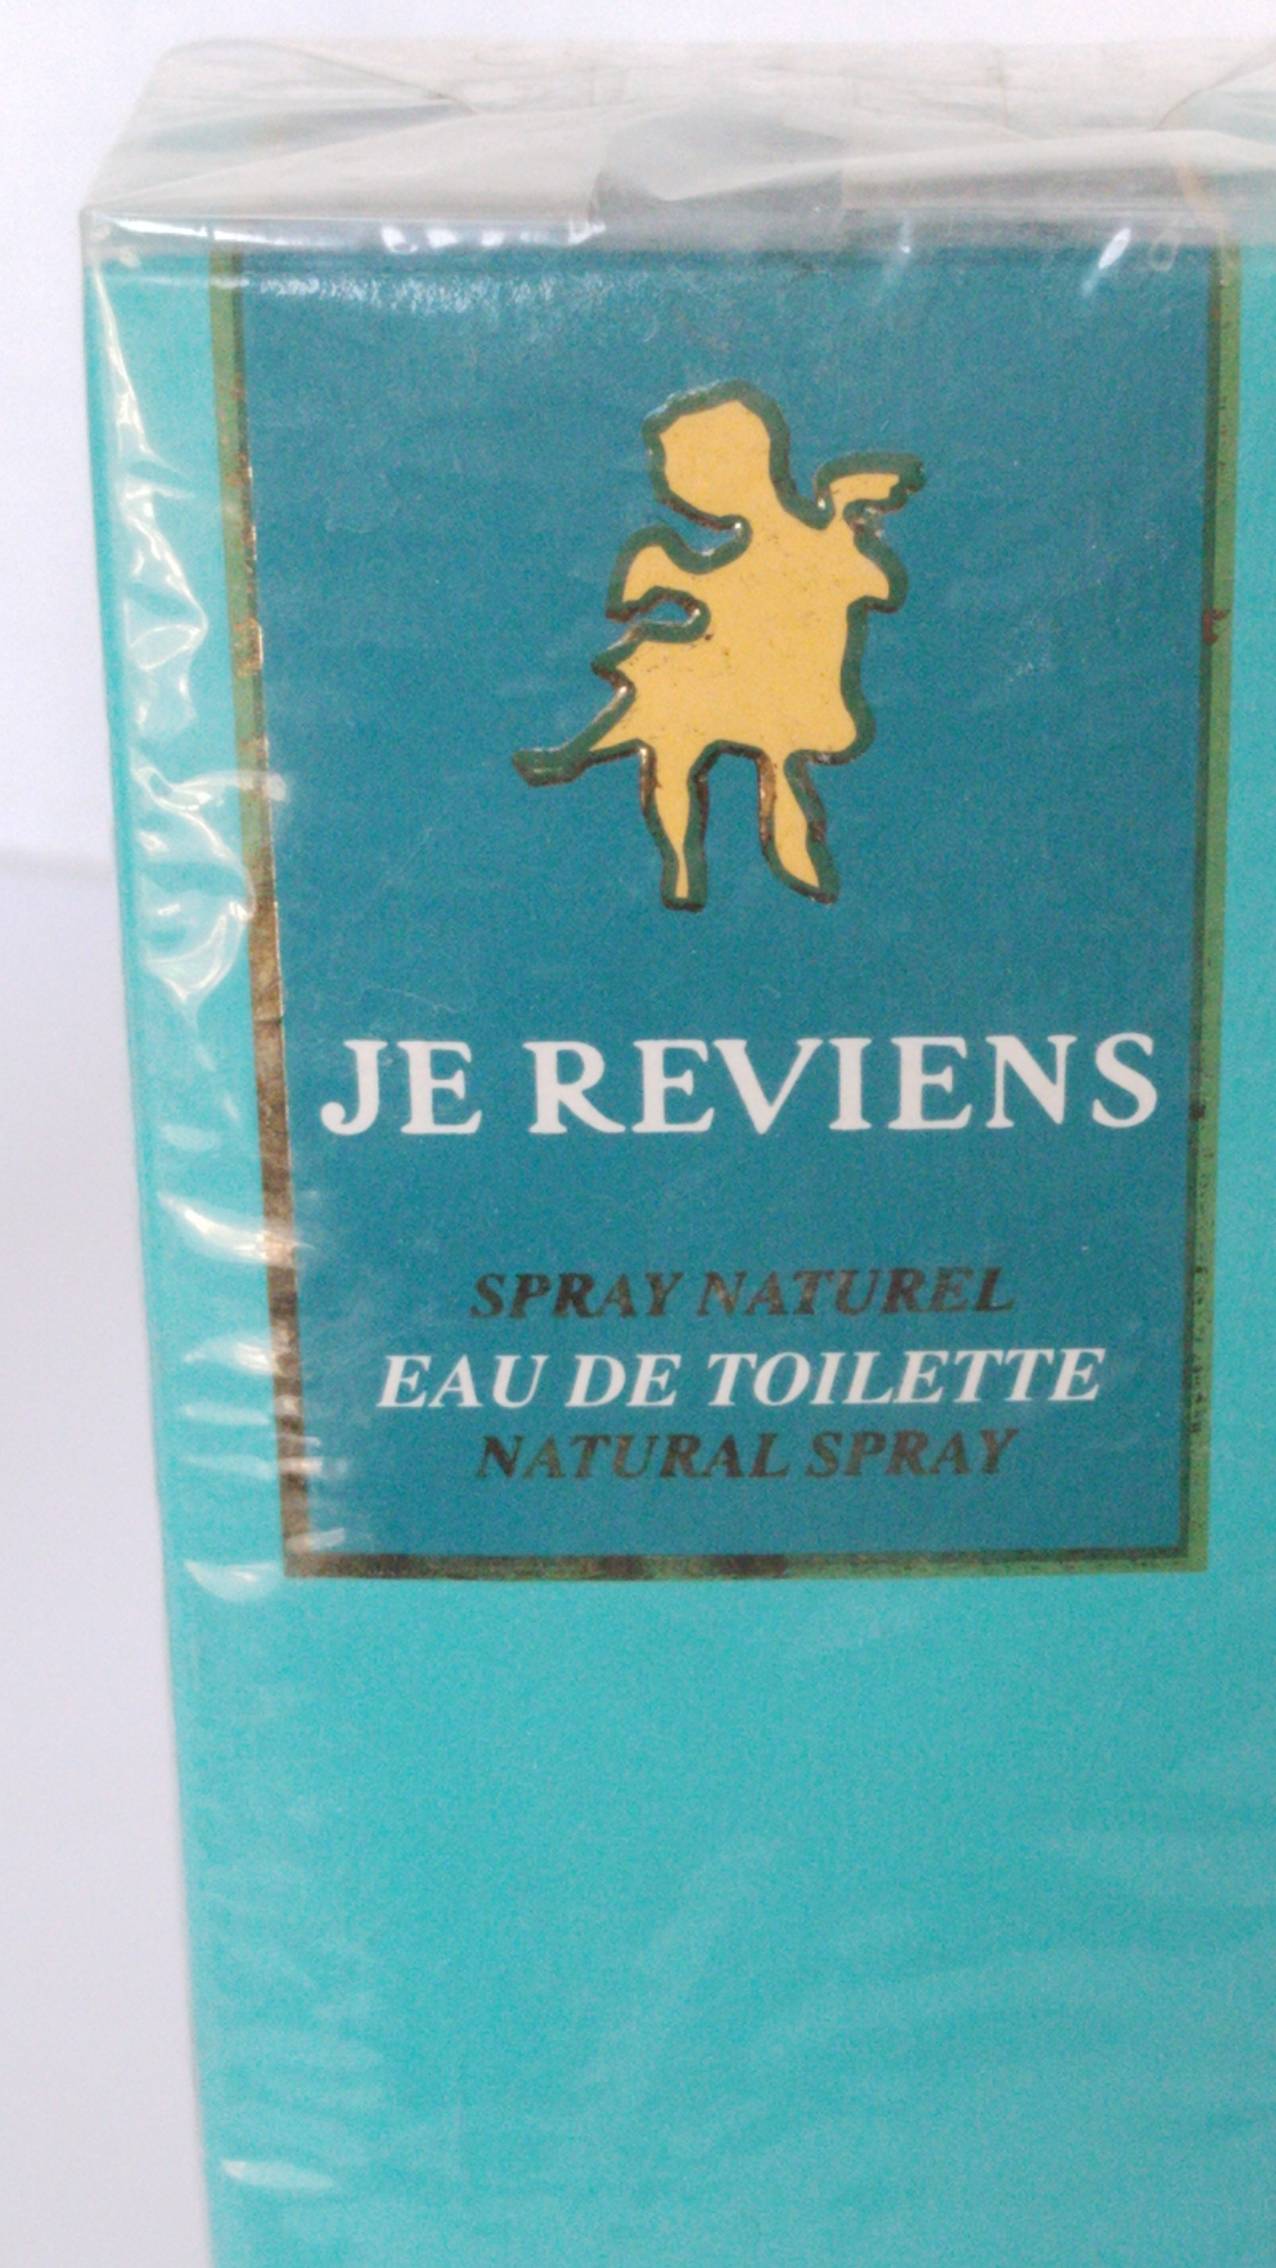 JE REVIENS
SPRAY NATUREL
EAU DE TOILETTE
NATURAL SPRAY